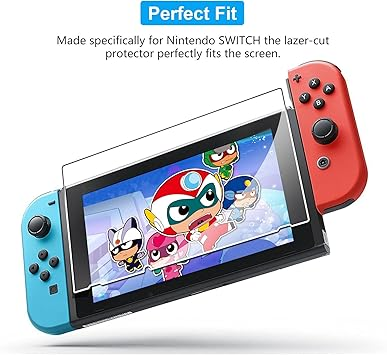 Perfect Fit
Made specifically for Nintendo SWITCH the lazer-cut
protector perfectly fits the screen.
X
Y
A
B